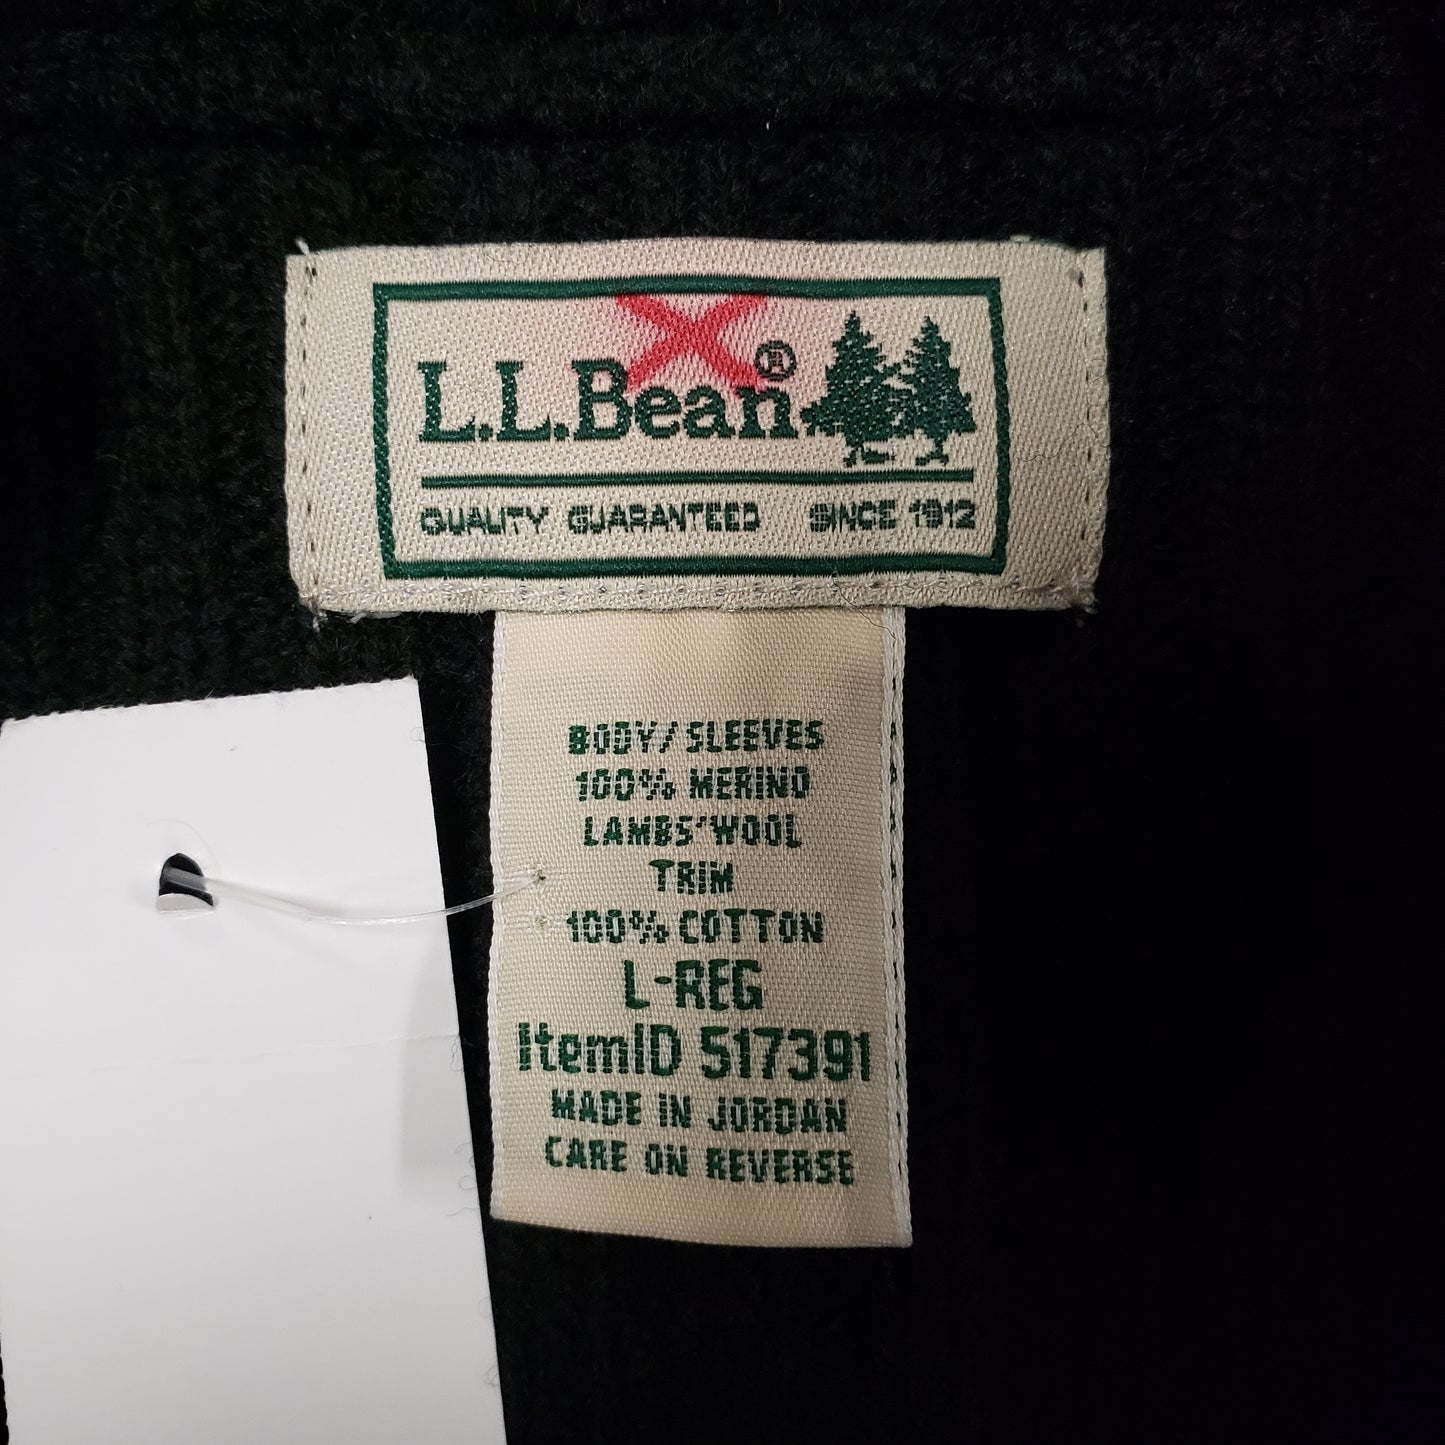 L.L.Bean®
QUALITY GUARANTEED SINCE 1912
BODY/SLEEVES
100% MERINO
LAMBS'WOOL
TRIM
100% COTTON
L-REG
ItemID 517391
MADE IN JORDAN
CARE ON REVERSE